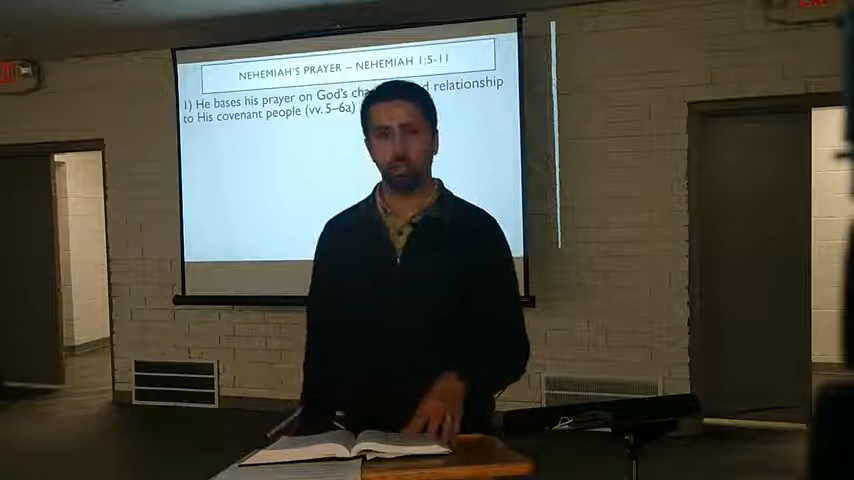 EXIT
NEHEMIAH'S PRAYER – NEHEMIAH 1:5-11
1) He bases his prayer on God's d relationship
to His covenant people (vv. 5–6a)